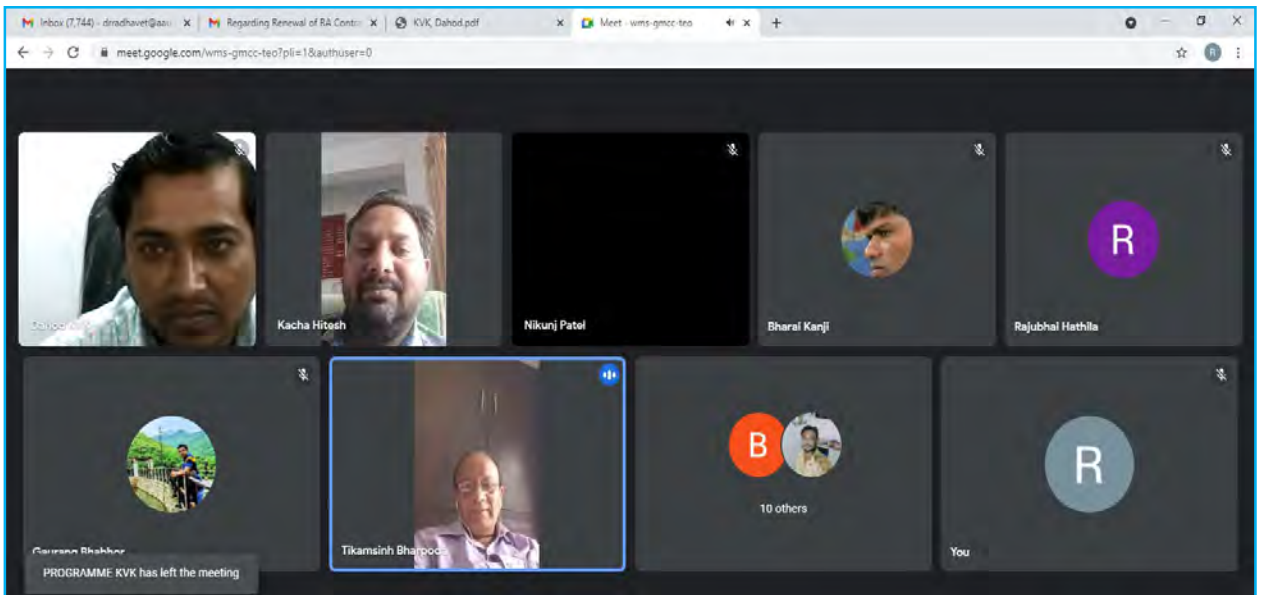 Inbox (7,744) - drradhavet@aau
Regarding Renewal of RA Contr
KVK, Dahod.pdf
Meet - wms-gmcc-teo
meet.google.com/wms-gmcc-teo?pli=1&authuser=0
R
Kacha Hitesh
Nikunj Patel
Bharai Kanji
R
Rajubhai Hathila
Gaurang Bhabhor
Tikamsinh Bharpoda
B
10 others
R
You
PROGRAMME KVK has left the meeting